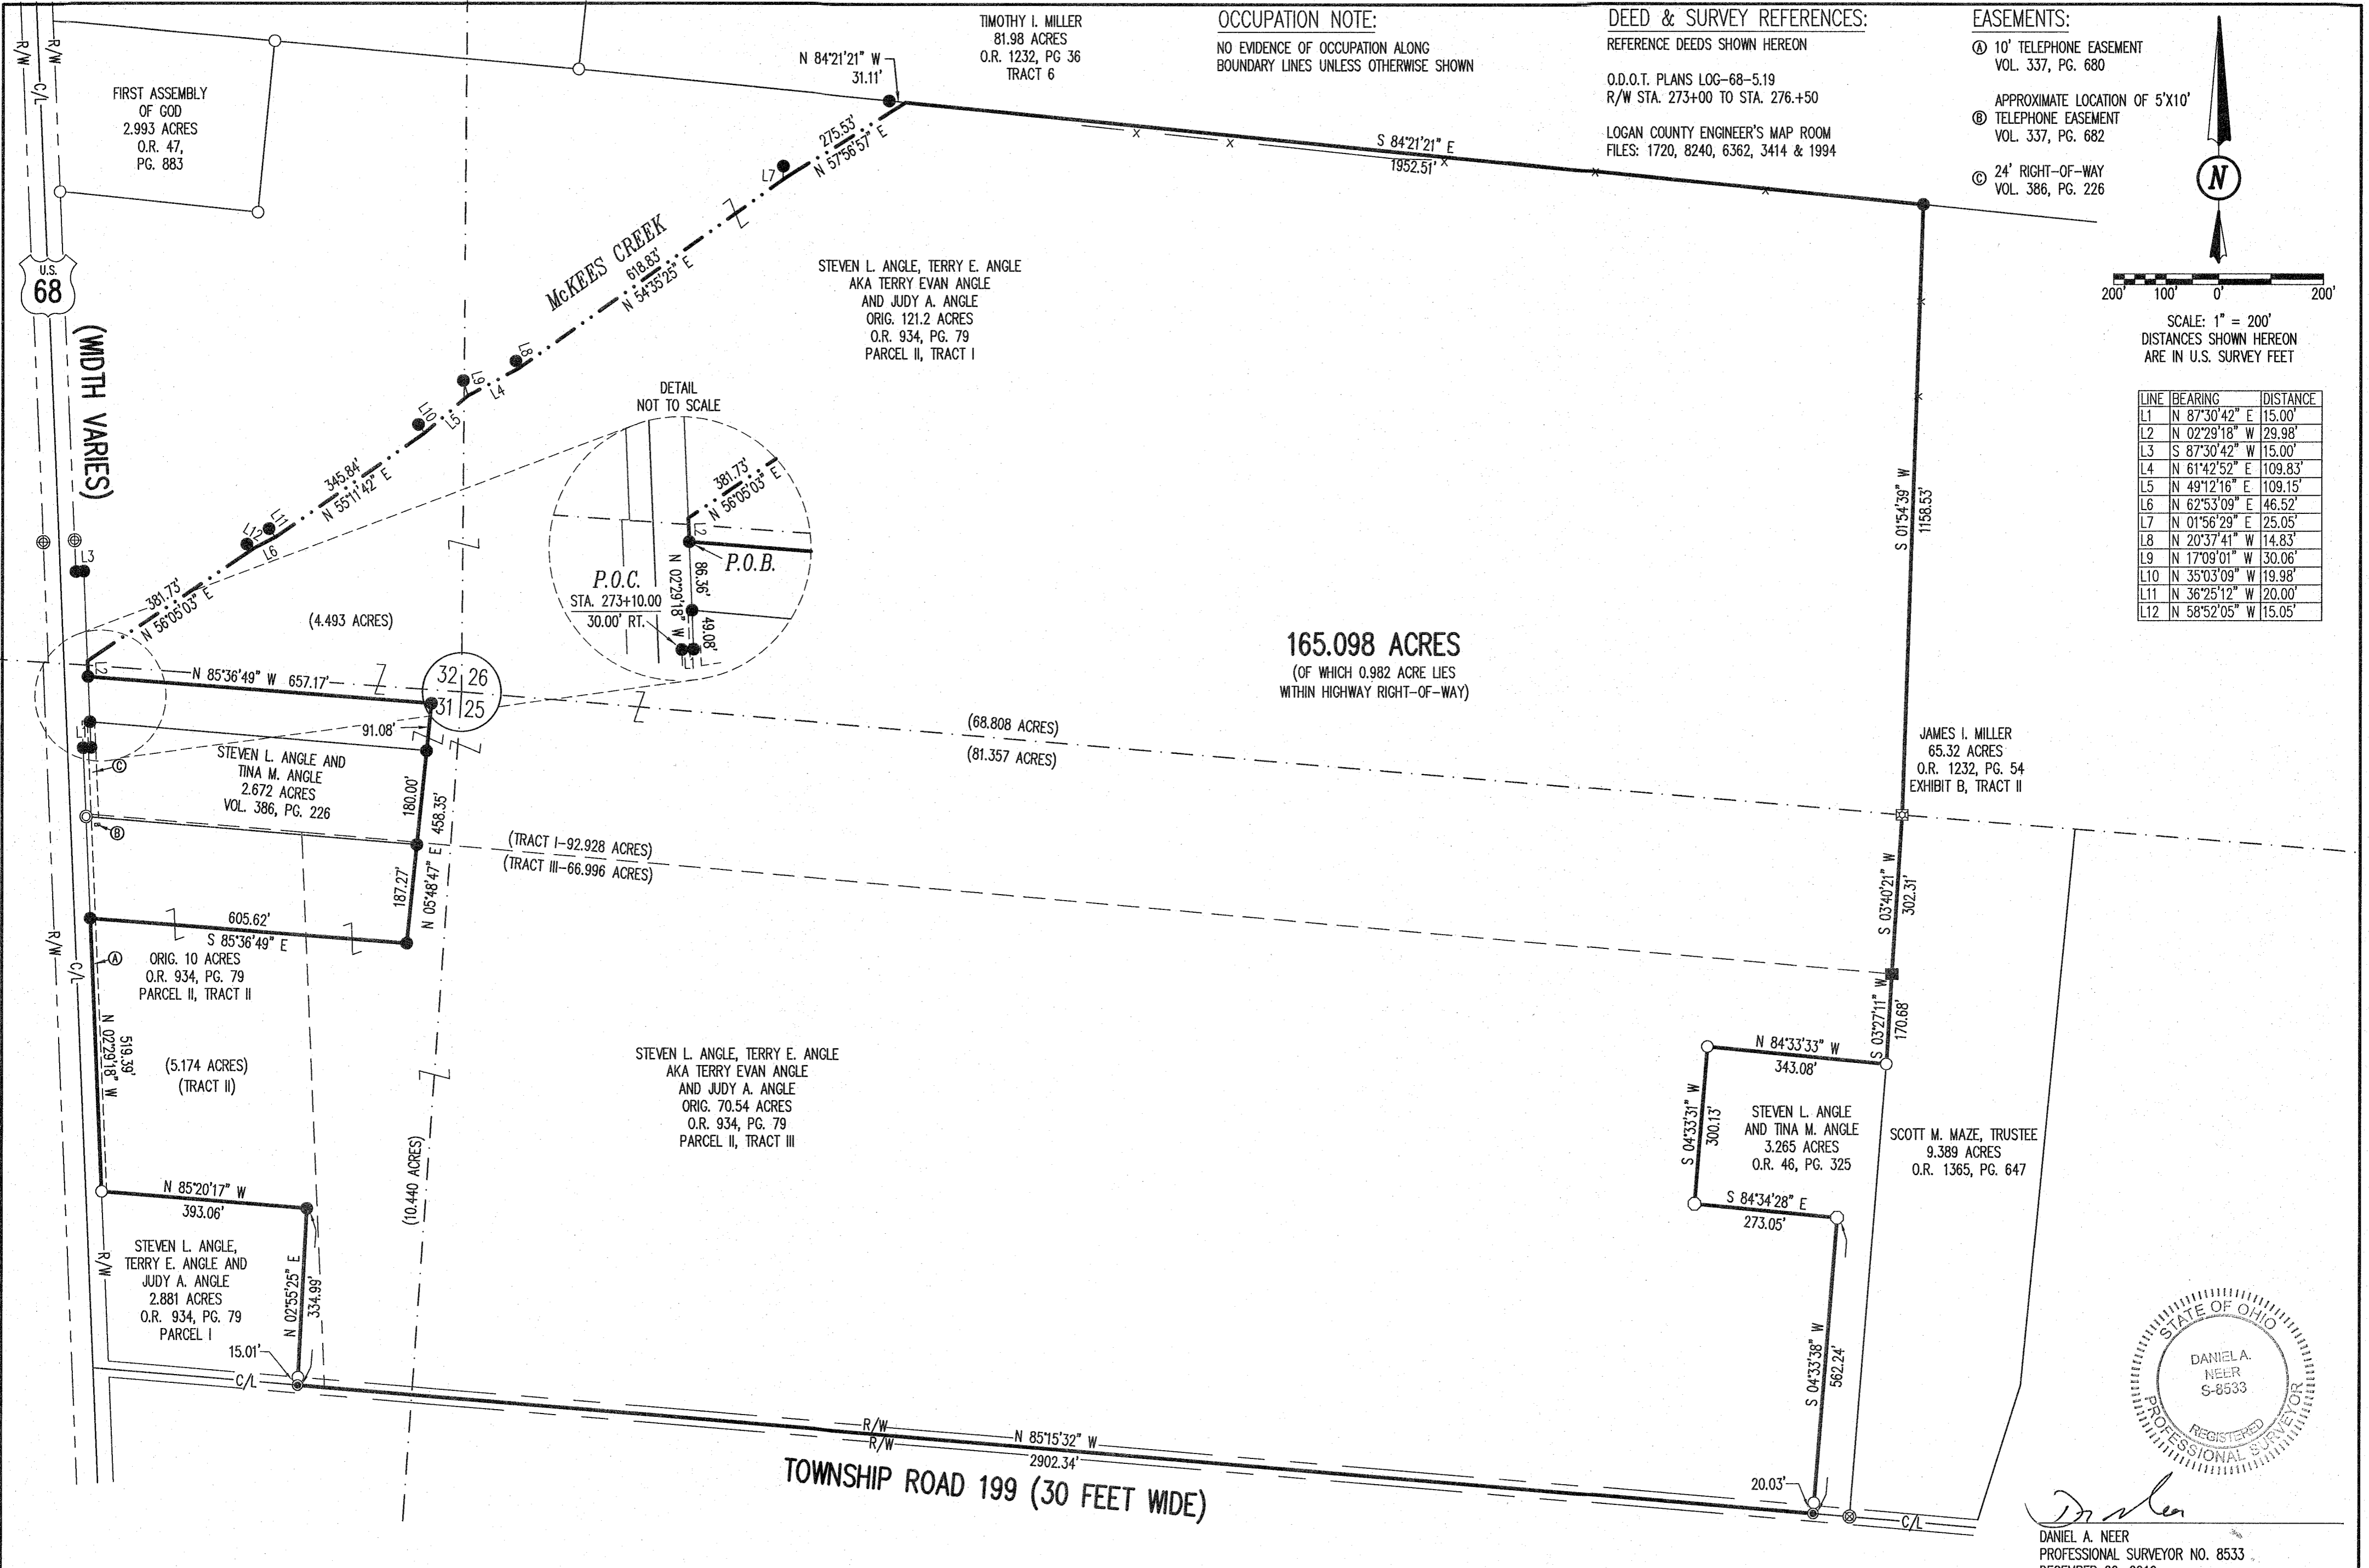 TIMOTHY I. MILLER
81.98 ACRES
O.R. 1232, PG 36
TRACT 6
OCCUPATION NOTE:
NO EVIDENCE OF OCCUPATION ALONG
BOUNDARY LINES UNLESS OTHERWISE SHOWN
DEED & SURVEY REFERENCES:
REFERENCE DEEDS SHOWN HEREON
O.D.O.T. PLANS LOG-68-5.19
R/W STA. 273+00 TO STA. 276.+50
LOGAN COUNTY ENGINEER'S MAP ROOM
FILES: 1720, 8240, 6362, 3414 & 1994
EASEMENTS:
Ⓐ 10' TELEPHONE EASEMENT
VOL. 337, PG. 680
APPROXIMATE LOCATION OF 5'X10'
Ⓑ TELEPHONE EASEMENT
VOL. 337, PG. 682
Ⓒ 24' RIGHT-OF-WAY
VOL. 386, PG. 226
N
200' 100' 0' 200'
SCALE: 1" = 200'
DISTANCES SHOWN HEREON
ARE IN U.S. SURVEY FEET
LINE BEARING DISTANCE
L1 N 87°30'42" E 15.00'
L2 N 02°29'18" W 29.98'
L3 S 87°30'42" W 15.00'
L4 N 61°42'52" E 109.83'
L5 N 49°12'16" E 109.15'
L6 N 62°53'09" E 46.52'
L7 N 01°56'29" E 25.05'
L8 N 20°37'41" W 14.83'
L9 N 17°09'01" W 30.06'
L10 N 35°03'09" W 19.98'
L11 N 36°25'12" W 20.00'
L12 N 58°52'05" W 15.05'
R/W
R/W
C/L
FIRST ASSEMBLY
OF GOD
2.993 ACRES
O.R. 47,
PG. 883
N 84°21'21" W
31.11'
275.53'
N 57°56'57" E
L7
S 84°21'21" E
1952.51'
McKEES CREEK
618.83'
N 54°35'25" E
U.S.
68
(WIDTH VARIES)
STEVEN L. ANGLE, TERRY E. ANGLE
AKA TERRY EVAN ANGLE
AND JUDY A. ANGLE
ORIG. 121.2 ACRES
O.R. 934, PG. 79
PARCEL II, TRACT I
L8
L9
L4
L10
L5
345.84'
N 55°11'42" E
L12
L11
L6
L3
381.73'
N 56°05'03" E
DETAIL
NOT TO SCALE
381.73'
N 56°05'03" E
L2
P.O.B.
P.O.C.
STA. 273+10.00
30.00' RT.
N 02°29'18" W
86.36'
49.08'
L1
S 01°54'39" W
1158.53'
(4.493 ACRES)
L2
N 85°36'49" W 657.17'
32 26
31 25
165.098 ACRES
(OF WHICH 0.982 ACRE LIES
WITHIN HIGHWAY RIGHT-OF-WAY)
(68.808 ACRES)
(81.357 ACRES)
91.08'
L1
Ⓒ
STEVEN L. ANGLE AND
TINA M. ANGLE
2.672 ACRES
VOL. 386, PG. 226
Ⓑ
180.00'
458.35'
N 05°48'47" E
187.27'
JAMES I. MILLER
65.32 ACRES
O.R. 1232, PG. 54
EXHIBIT B, TRACT II
(TRACT I-92.928 ACRES)
(TRACT III-66.996 ACRES)
S 03°40'21" W
302.31'
605.62'
S 85°36'49" E
R/W
C/L
Ⓐ
ORIG. 10 ACRES
O.R. 934, PG. 79
PARCEL II, TRACT II
519.39'
N 02°29'18" W
(5.174 ACRES)
(TRACT II)
S 03°27'11" W
170.68'
STEVEN L. ANGLE, TERRY E. ANGLE
AKA TERRY EVAN ANGLE
AND JUDY A. ANGLE
ORIG. 70.54 ACRES
O.R. 934, PG. 79
PARCEL II, TRACT III
N 84°33'33" W
343.08'
S 04°33'31" W
300.13'
STEVEN L. ANGLE
AND TINA M. ANGLE
3.265 ACRES
O.R. 46, PG. 325
S 84°34'28" E
273.05'
SCOTT M. MAZE, TRUSTEE
9.389 ACRES
O.R. 1365, PG. 647
(10.440 ACRES)
N 85°20'17" W
393.06'
R/W
STEVEN L. ANGLE,
TERRY E. ANGLE AND
JUDY A. ANGLE
2.881 ACRES
O.R. 934, PG. 79
PARCEL I
N 02°55'25" E
334.99'
15.01'
C/L
S 04°33'38" W
562.24'
R/W
R/W
N 85°15'32" W
2902.34'
TOWNSHIP ROAD 199 (30 FEET WIDE)
20.03'
C/L
STATE OF OHIO
DANIEL A.
NEER
S-8533
REGISTERED
PROFESSIONAL SURVEYOR
DANIEL A. NEER
PROFESSIONAL SURVEYOR NO. 8533